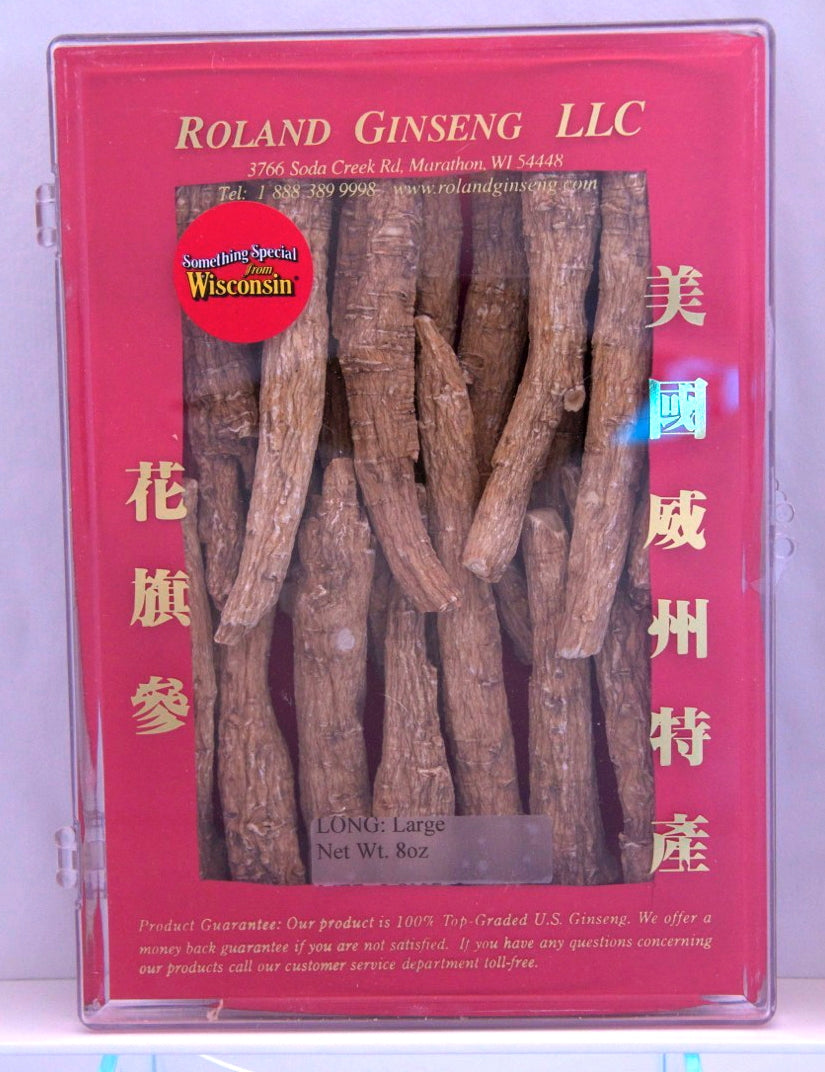 ROLAND GINSENG LLC
3766 Soda Creek Rd, Marathon, WI 54448
Tel: 1 888 389 9998 www.rolandginseng.com
Something Special
from
Wisconsin®
美國威州特產
花旗參
LONG: Large
Net Wt. 8oz
Product Guarantee: Our product is 100% Top-Graded U.S. Ginseng. We offer a
money back guarantee if you are not satisfied. If you have any questions concerning
our products call our customer service department toll-free.